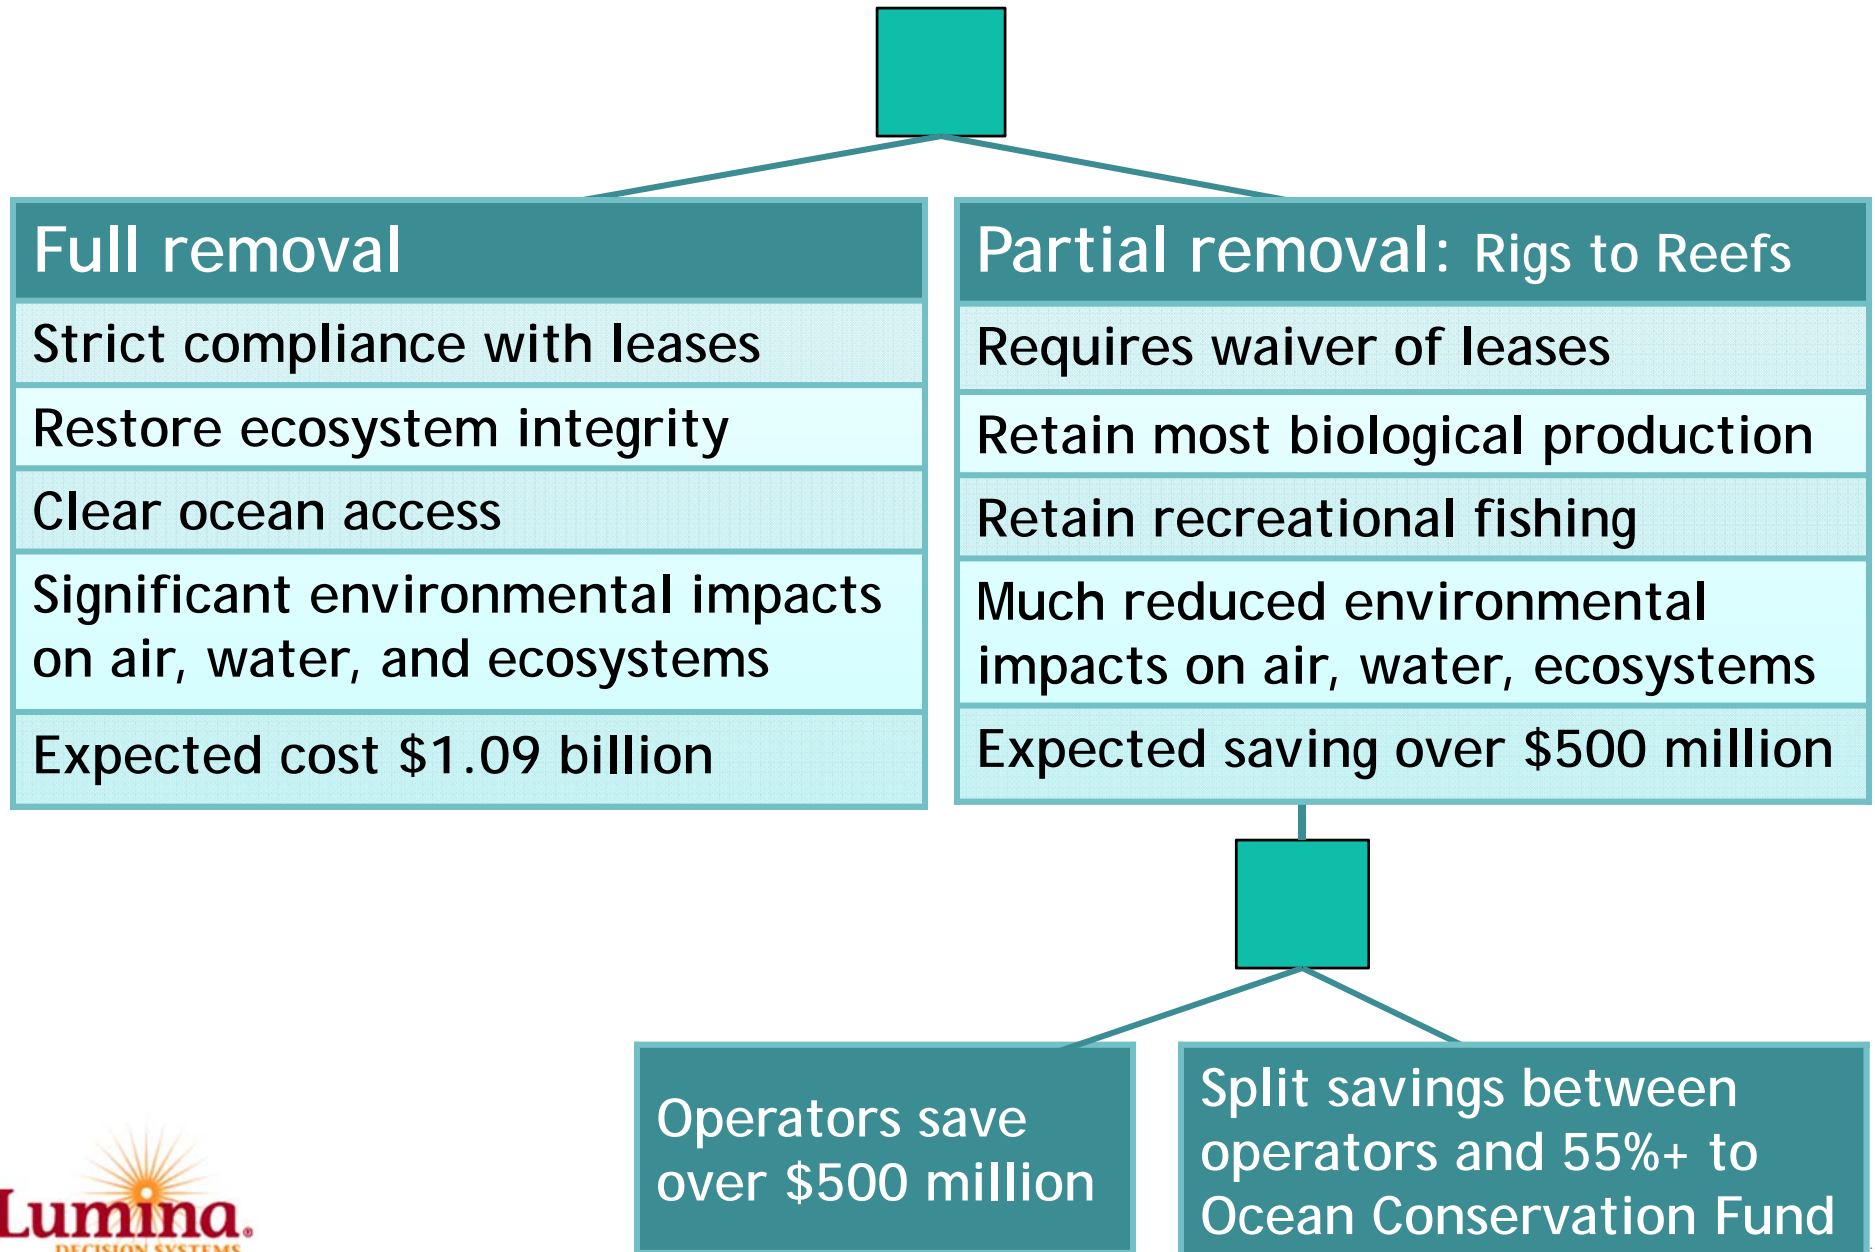 Full removal
Strict compliance with leases
Restore ecosystem integrity
Clear ocean access
Significant environmental impacts
on air, water, and ecosystems
Expected cost $1.09 billion
Partial removal: Rigs to Reefs
Requires waiver of leases
Retain most biological production
Retain recreational fishing
Much reduced environmental
impacts on air, water, ecosystems
Expected saving over $500 million
Operators save
over $500 million
Split savings between
operators and 55%+ to
Ocean Conservation Fund
Lumina®
DECISION SYSTEMS